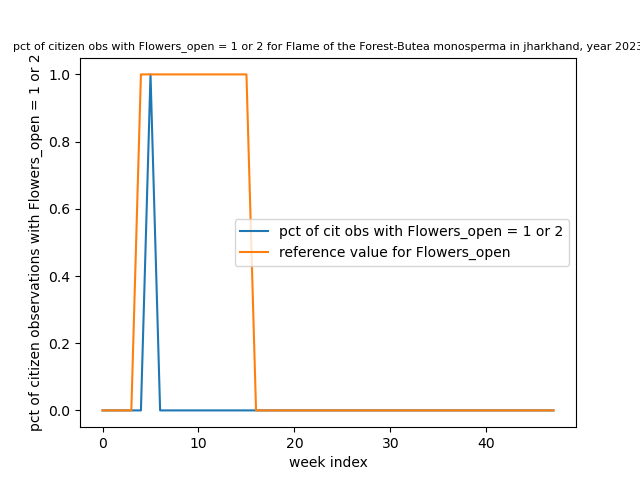 pct of citizen obs with Flowers_open = 1 or 2 for Flame of the Forest-Butea monosperma in jharkhand, year 2023
pct of citizen observations with Flowers_open = 1 or 2
1.0
0.8
0.6
0.4
0.2
0.0
pct of cit obs with Flowers_open = 1 or 2
reference value for Flowers_open
0 10 20 30 40
week index